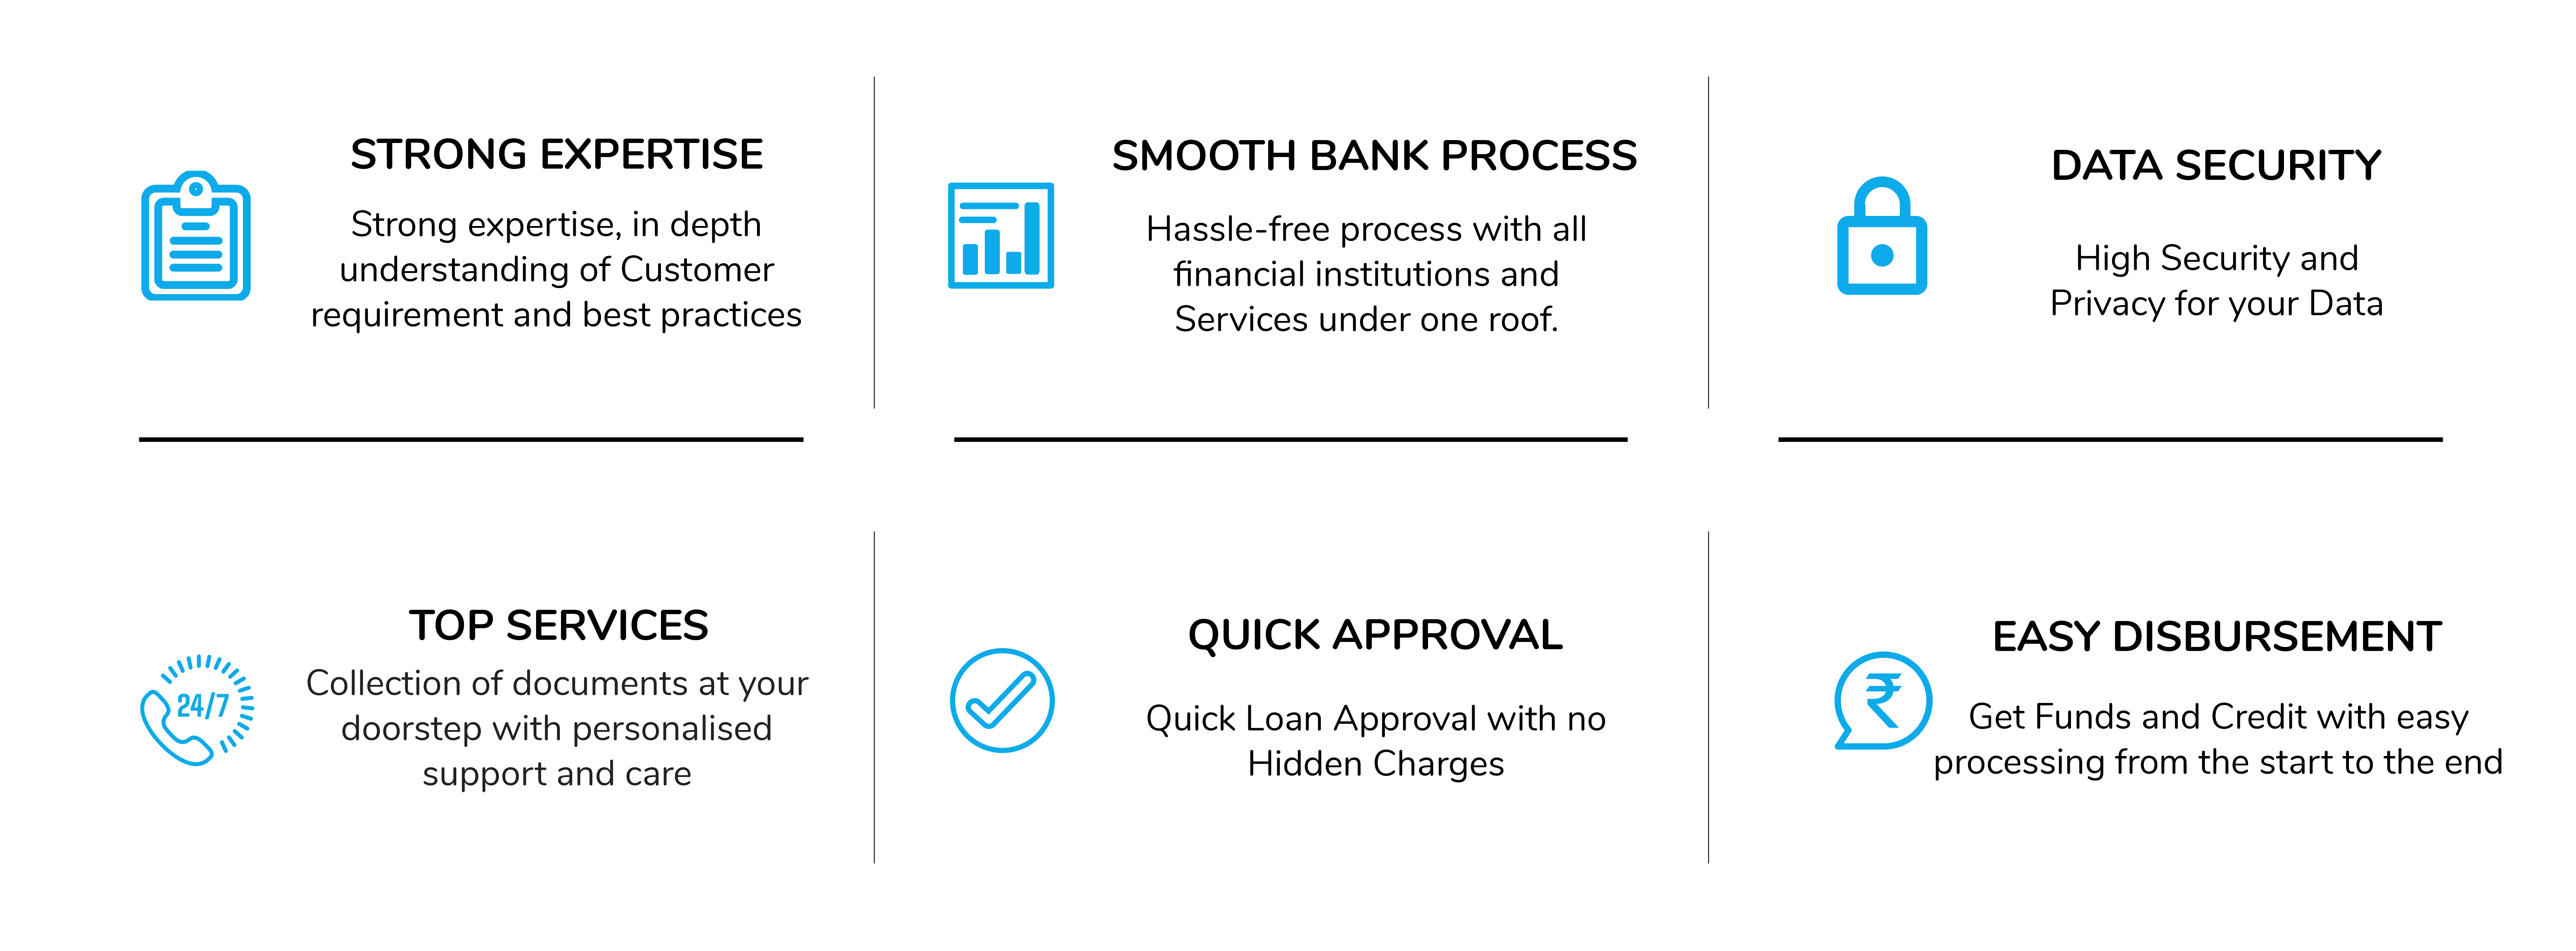 STRONG EXPERTISE
Strong expertise, in depth
understanding of Customer
requirement and best practices
SMOOTH BANK PROCESS
Hassle-free process with all
financial institutions and
Services under one roof.
DATA SECURITY
High Security and
Privacy for your Data
24/7
TOP SERVICES
Collection of documents at your
doorstep with personalised
support and care
QUICK APPROVAL
Quick Loan Approval with no
Hidden Charges
₹
EASY DISBURSEMENT
Get Funds and Credit with easy
processing from the start to the end